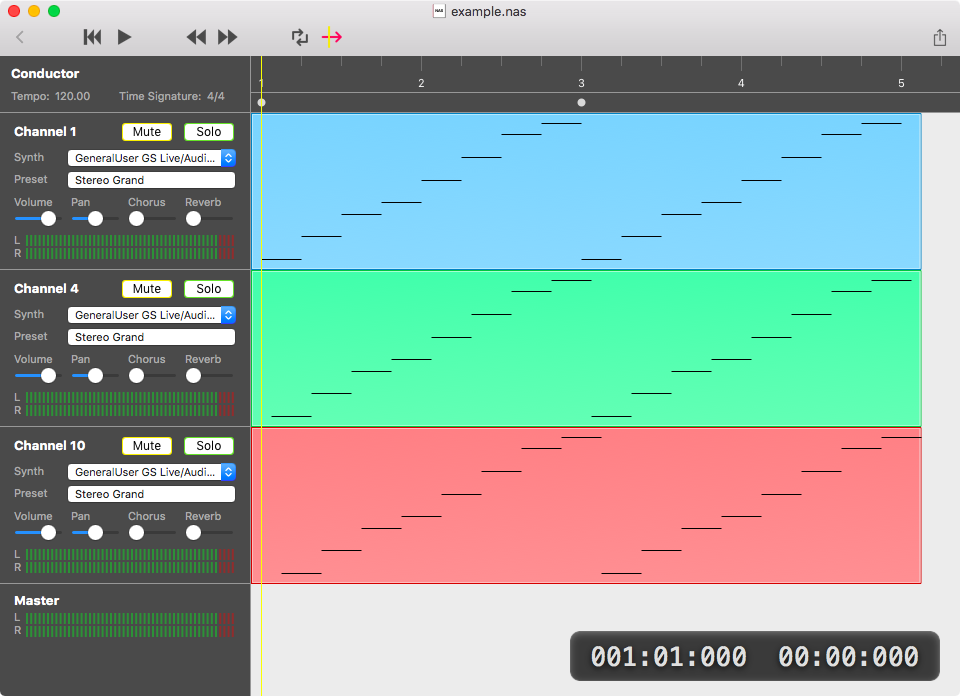 example.nas
Conductor
Tempo: 120.00 Time Signature: 4/4
1 2 3 4 5
Channel 1 Mute Solo
Synth GeneralUser GS Live/Audi...
Preset Stereo Grand
Volume Pan Chorus Reverb
L
R
Channel 4 Mute Solo
Synth GeneralUser GS Live/Audi...
Preset Stereo Grand
Volume Pan Chorus Reverb
L
R
Channel 10 Mute Solo
Synth GeneralUser GS Live/Audi...
Preset Stereo Grand
Volume Pan Chorus Reverb
L
R
Master
L
R
001:01:000 00:00:000